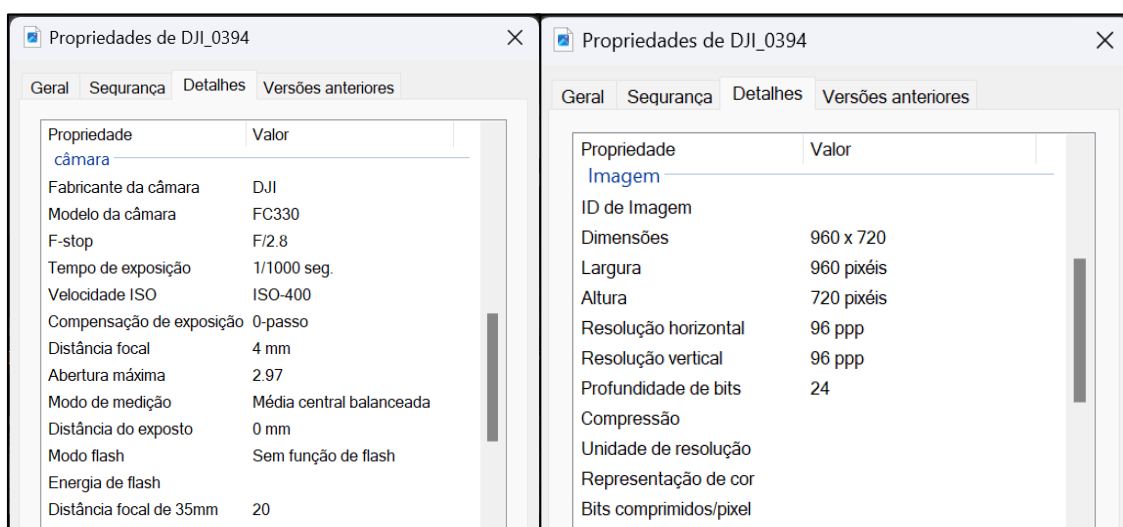 Propriedades de DJI_0394
Geral Segurança Detalhes Versões anteriores
Propriedade Valor
câmara
Fabricante da câmara DJI
Modelo da câmara FC330
F-stop F/2.8
Tempo de exposição 1/1000 seg.
Velocidade ISO ISO-400
Compensação de exposição 0-passo
Distância focal 4 mm
Abertura máxima 2.97
Modo de medição Média central balanceada
Distância do exposto 0 mm
Modo flash Sem função de flash
Energia de flash
Distância focal de 35mm 20
Propriedades de DJI_0394
Geral Segurança Detalhes Versões anteriores
Propriedade Valor
Imagem
ID de Imagem
Dimensões 960 x 720
Largura 960 pixéis
Altura 720 pixéis
Resolução horizontal 96 ppp
Resolução vertical 96 ppp
Profundidade de bits 24
Compressão
Unidade de resolução
Representação de cor
Bits comprimidos/pixel